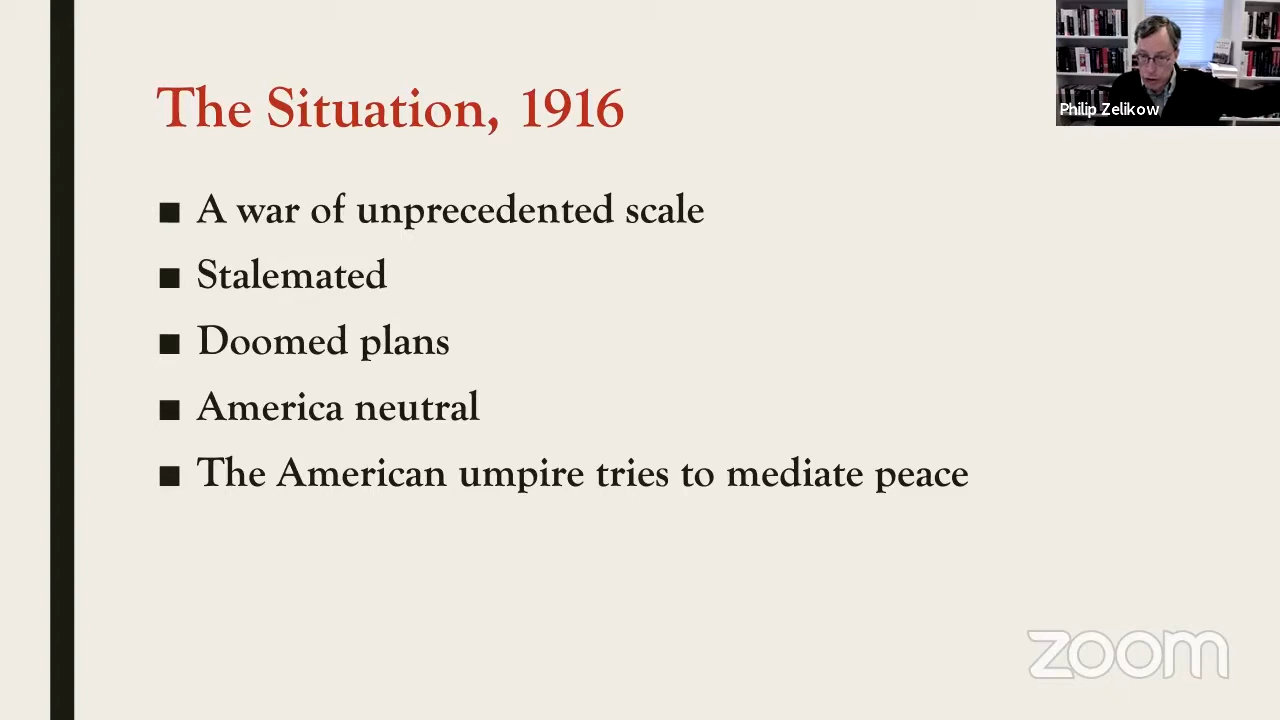 The Situation, 1916
Philip Zelikow
■ A war of unprecedented scale
■ Stalemated
■ Doomed plans
■ America neutral
■ The American umpire tries to mediate peace
zoom